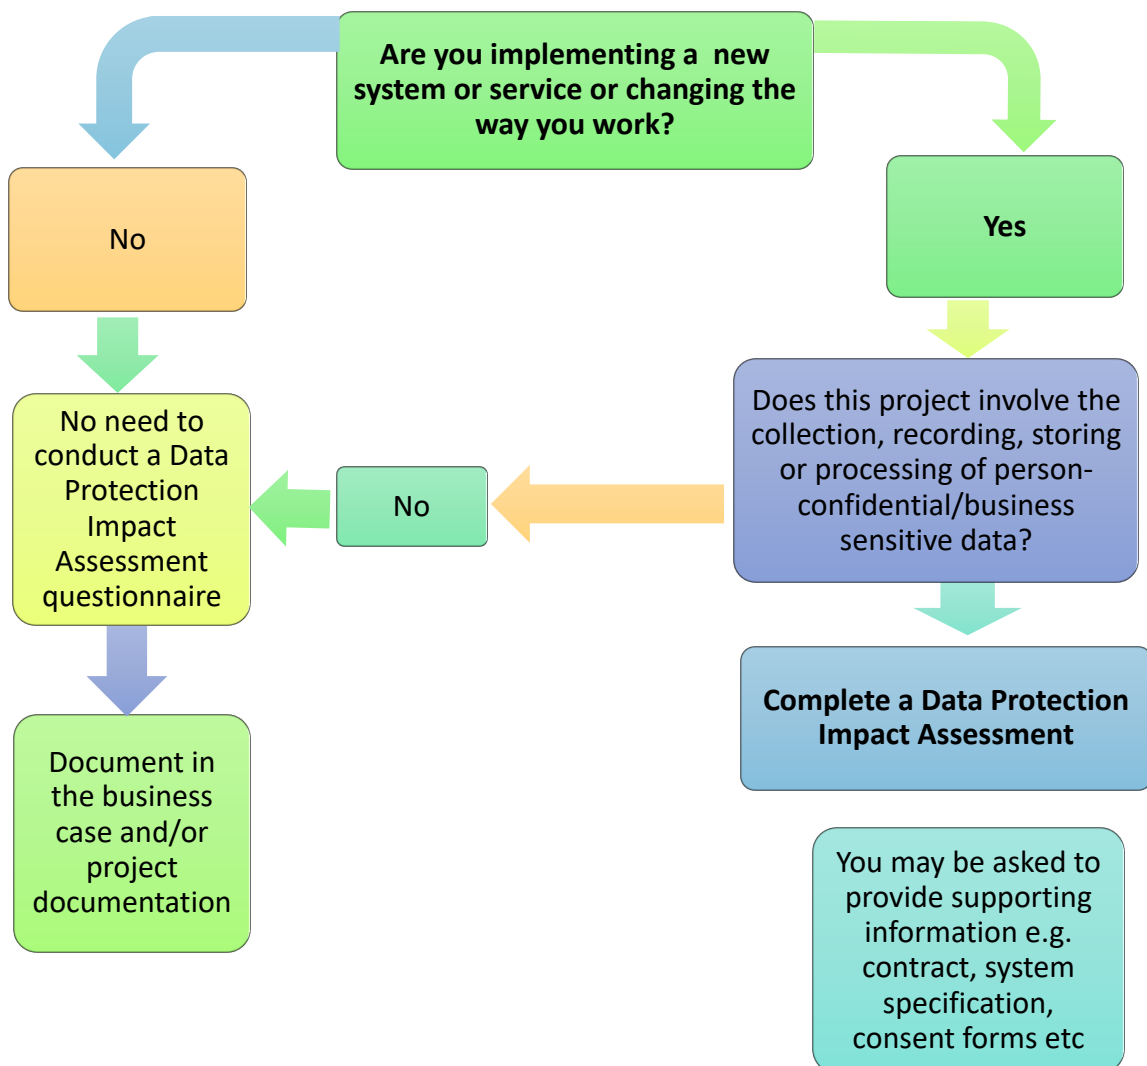 Are you implementing a  new
system or service or changing the
way you work?
No
Yes
No need to
conduct a Data
Protection
Impact
Assessment
questionnaire
No
Does this project involve the
collection, recording, storing
or processing of person-
confidential/business
sensitive data?
Complete a Data Protection
Impact Assessment
Document in
the business
case and/or
project
documentation
You may be asked to
provide supporting
information e.g.
contract, system
specification,
consent forms etc